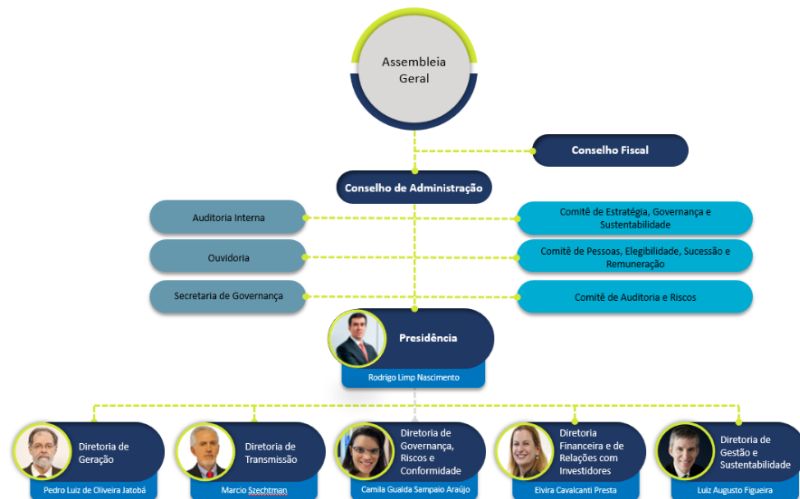 Assembleia
Geral
Conselho Fiscal
Conselho de Administração
Auditoria Interna
Comitê de Estratégia, Governança e
Sustentabilidade
Ouvidoria
Comitê de Pessoas, Elegibilidade, Sucessão e
Remuneração
Secretaria de Governança
Comitê de Auditoria e Riscos
Presidência
Rodrigo Limp Nascimento
Diretoria de
Geração
Pedro Luiz de Oliveira Jatobá
Diretoria de
Transmissão
Marcio Szechtman
Diretoria de
Governança,
Riscos e
Conformidade
Camila Gualda Sampaio Araújo
Diretoria
Financeira e de
Relações com
Investidores
Elvira Cavalcanti Presta
Diretoria de
Gestão e
Sustentabilidade
Luiz Augusto Figueira